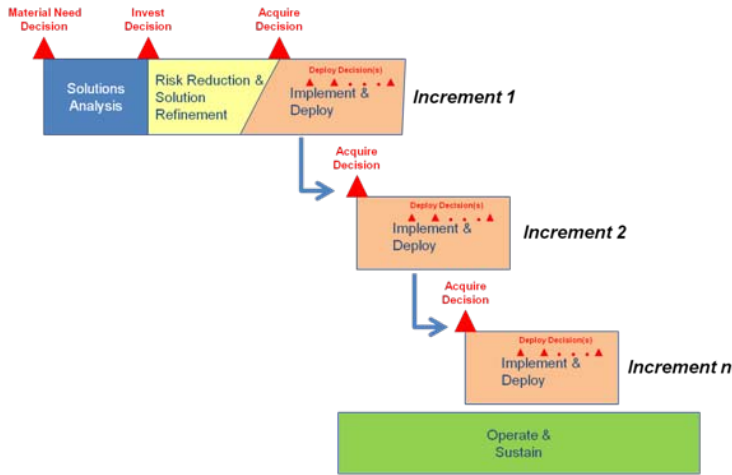 Material Need
Decision
Invest
Decision
Acquire
Decision
Solutions
Analysis
Risk Reduction &
Solution
Refinement
Deploy Decision(s)
Implement &
Deploy
Increment 1
Acquire
Decision
Deploy Decision(s)
Implement &
Deploy
Increment 2
Acquire
Decision
Deploy Decision(s)
Implement &
Deploy
Increment n
Operate &
Sustain